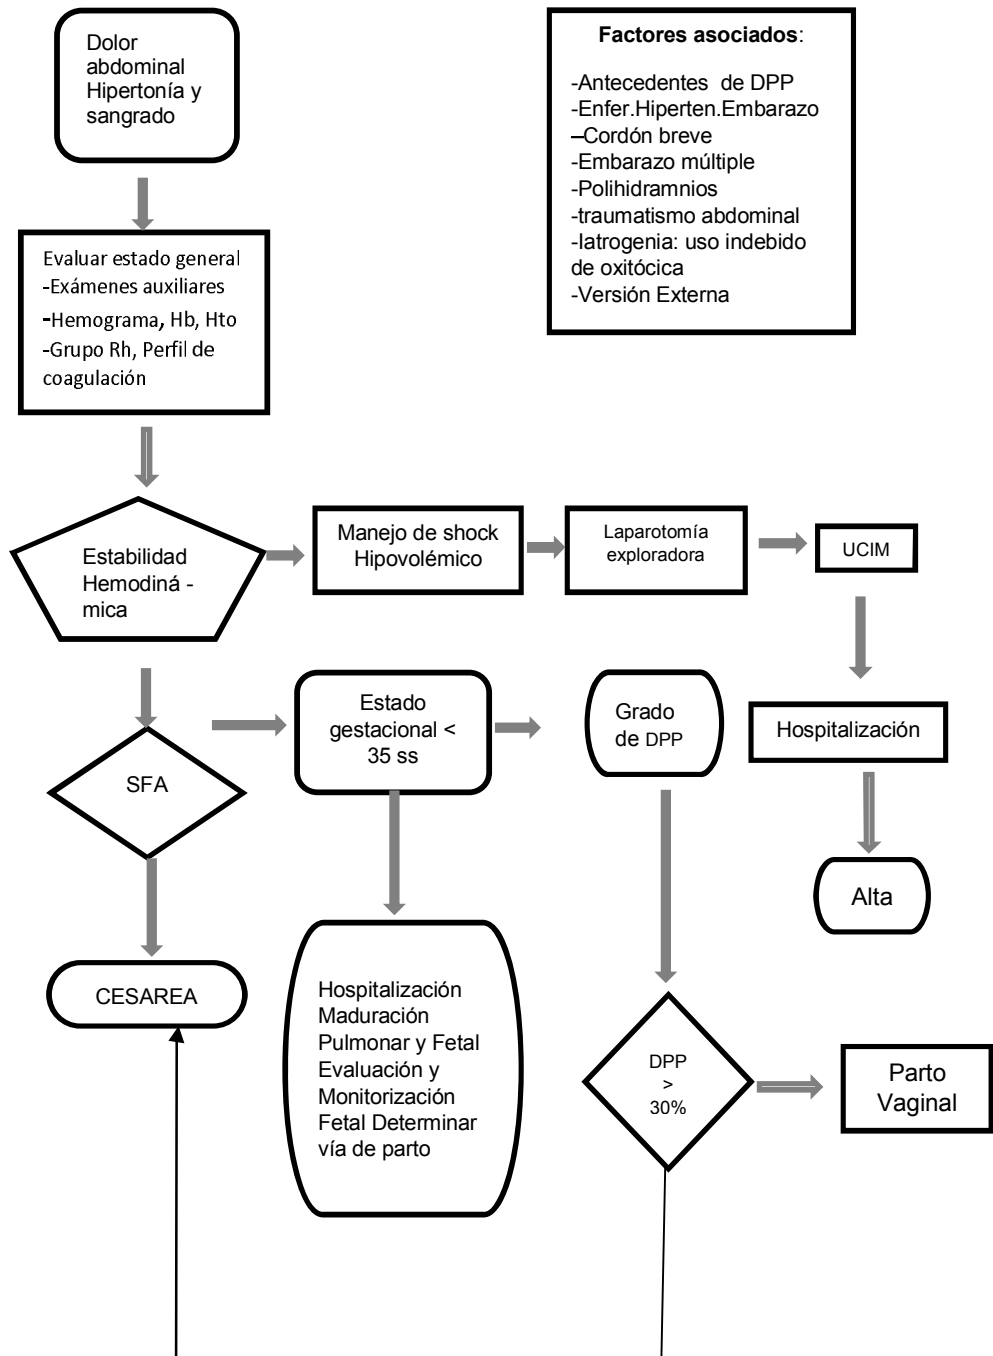 Dolor
abdominal
Hipertonía y
sangrado
Factores asociados:
-Antecedentes de DPP
-Enfer.Hiperten.Embarazo
–Cordón breve
-Embarazo múltiple
-Polihidramnios
-traumatismo abdominal
-Iatrogenia: uso indebido
de oxitócica
-Versión Externa
Evaluar estado general
-Exámenes auxiliares
-Hemograma, Hb, Hto
-Grupo Rh, Perfil de
coagulación
Estabilidad
Hemodiná -
mica
Manejo de shock
Hipovolémico
Laparotomía
exploradora
UCIM
SFA
Estado
gestacional <
35 ss
Grado
de DPP
Hospitalización
Alta
CESAREA
Hospitalización
Maduración
Pulmonar y Fetal
Evaluación y
Monitorización
Fetal Determinar
vía de parto
DPP
>
30%
Parto
Vaginal